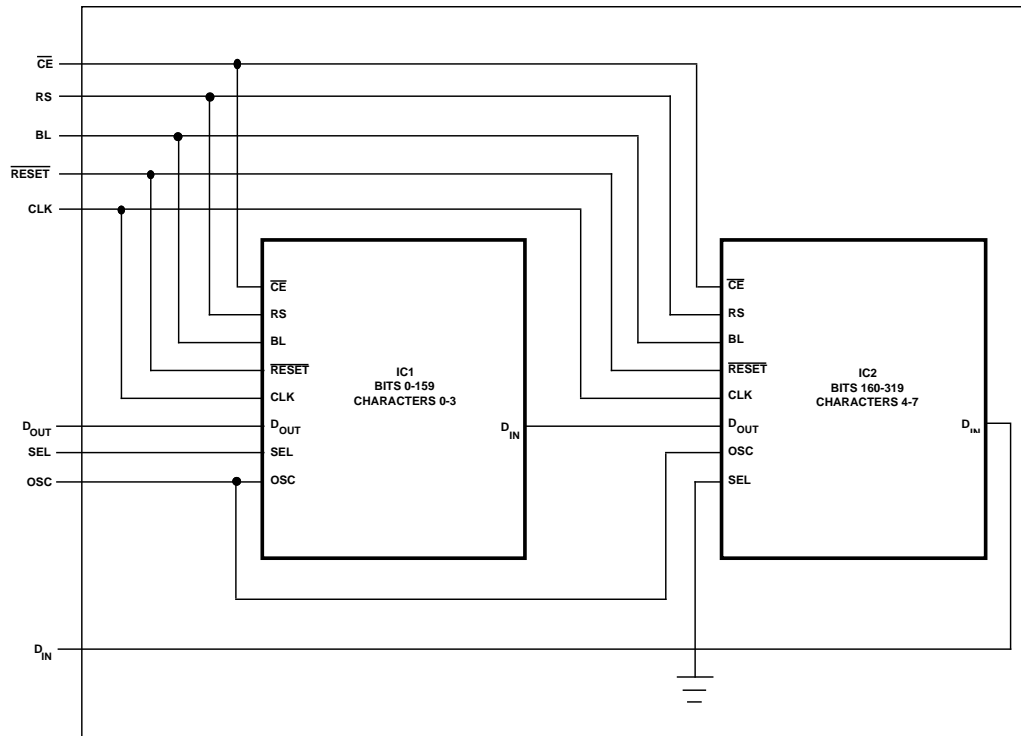 CE
RS
BL
RESET
CLK
DOUT
SEL
OSC
DIN
CE
RS
BL
RESET
CLK
DOUT
SEL
OSC
IC1
BITS 0-159
CHARACTERS 0-3
DIN
CE
RS
BL
RESET
CLK
DOUT
OSC
SEL
IC2
BITS 160-319
CHARACTERS 4-7
DIN